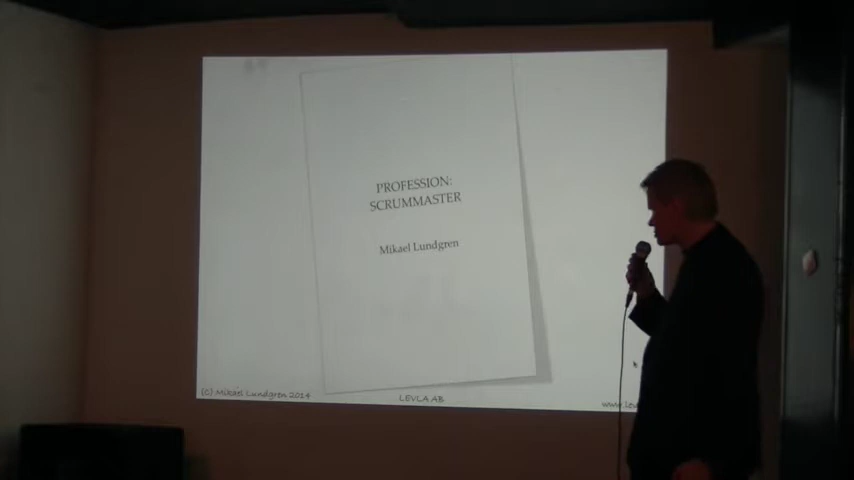 PROFESSION:
SCRUMMASTER
Mikael Lundgren
(C) Mikael Lundgren 2014
LEVLA AB